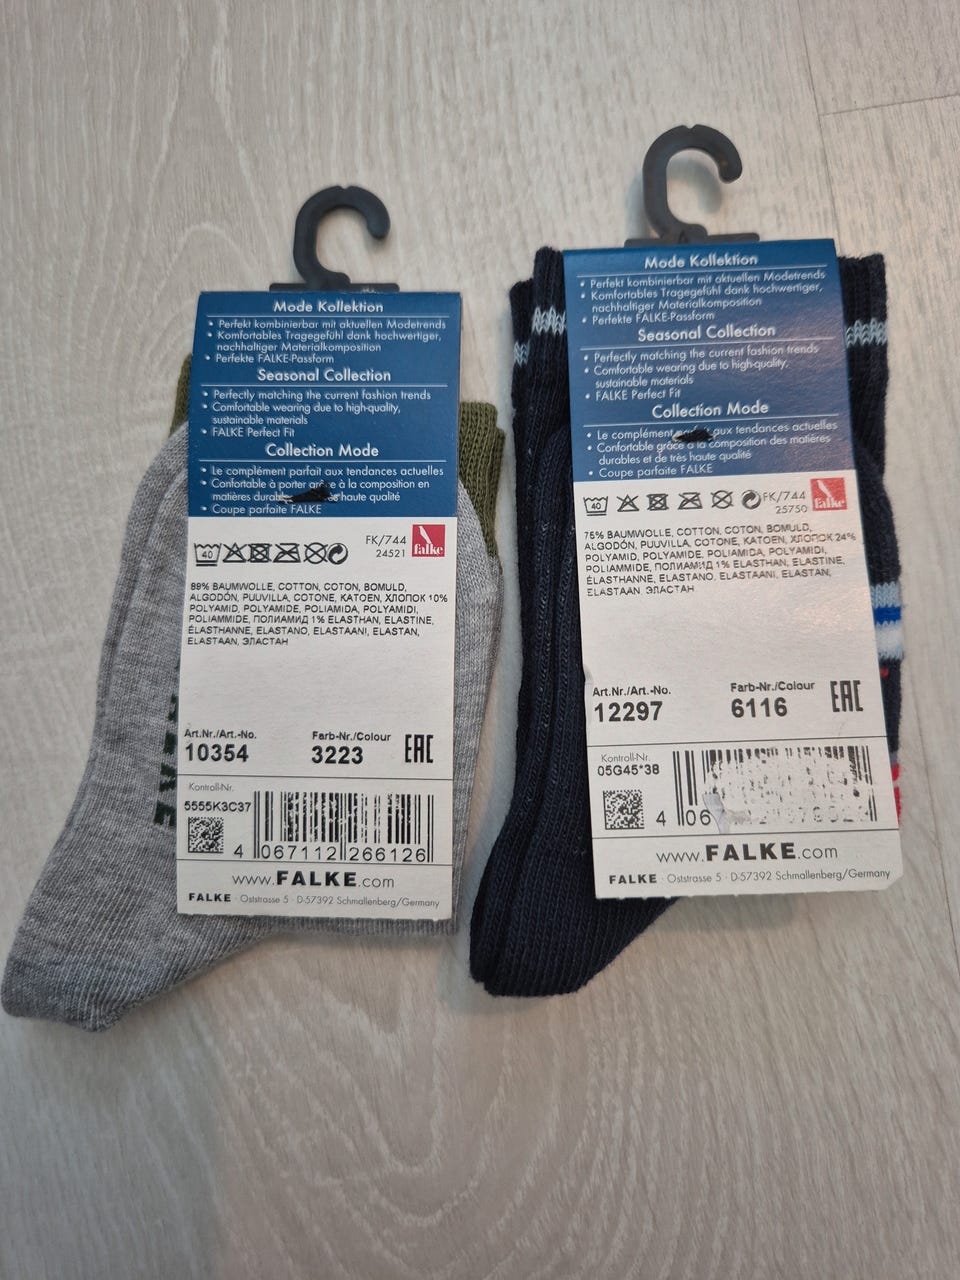 Mode Kollektion
• Perfekt kombinierbar mit aktuellen Modetrends
• Komfortables Tragegefühl dank hochwertiger,
nachhaltiger Materialkomposition
• Perfekte FALKE-Passform
Seasonal Collection
• Perfectly matching the current fashion trends
• Comfortable wearing due to high-quality,
sustainable materials
• FALKE Perfect Fit
Collection Mode
• Le complément parfait aux tendances actuelles
• Confortable à porter grâce à la composition en
matières haute qualité
• Coupe parfaite FALKE
40
FK/744
24521
falke
89% BAUMWOLLE, COTTON, COTON, BOMULD,
ALGODÓN, PUUVILLA, COTONE, KATOEN, ХЛОПОК 10%
POLYAMID, POLYAMIDE, POLIAMIDA, POLYAMIDI,
POLIAMMIDE, ПОЛИАМИД 1% ELASTHAN, ELASTINE,
ÉLASTHANNE, ELASTANO, ELASTAANI, ELASTAN,
ELASTAAN, ЭЛАСТАН
Art.Nr./Art.-No.
10354
Farb-Nr./Colour
3223
EAC
Kontroll-Nr.
5555K3C37
4 067112 266126
www.FALKE.com
FALKE · Oststrasse 5 · D-57392 Schmallenberg/Germany
Mode Kollektion
• Perfekt kombinierbar mit aktuellen Modetrends
• Komfortables Tragegefühl dank hochwertiger,
nachhaltiger Materialkomposition
• Perfekte FALKE-Passform
Seasonal Collection
• Perfectly matching the current fashion trends
• Comfortable wearing due to high-quality,
sustainable materials
• FALKE Perfect Fit
Collection Mode
• Le complément aux tendances actuelles
• Confortable grâce à la composition des matières
durables et de très haute qualité
• Coupe parfaite FALKE
40
FK/744
25750
falke
75% BAUMWOLLE, COTTON, COTON, BOMULD,
ALGODÓN, PUUVILLA, COTONE, KATOEN, ХЛОПОК 24%
POLYAMID, POLYAMIDE, POLIAMIDA, POLYAMIDI,
POLIAMMIDE, ПОЛИАМИД 1% ELASTHAN, ELASTINE,
ÉLASTHANNE, ELASTANO, ELASTAANI, ELASTAN,
ELASTAAN, ЭЛАСТАН
Art.Nr./Art.-No.
12297
Farb-Nr./Colour
6116
EAC
Kontroll-Nr.
05G45*38
4 06
www.FALKE.com
FALKE · Oststrasse 5 · D-57392 Schmallenberg/Germany